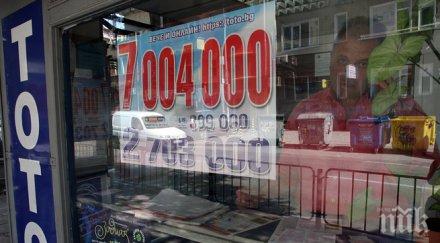 ВЕЧЕ И ОНЛАЙН! https: toto.bg
7 004 000
2 703 000
ТОТО
ПИК